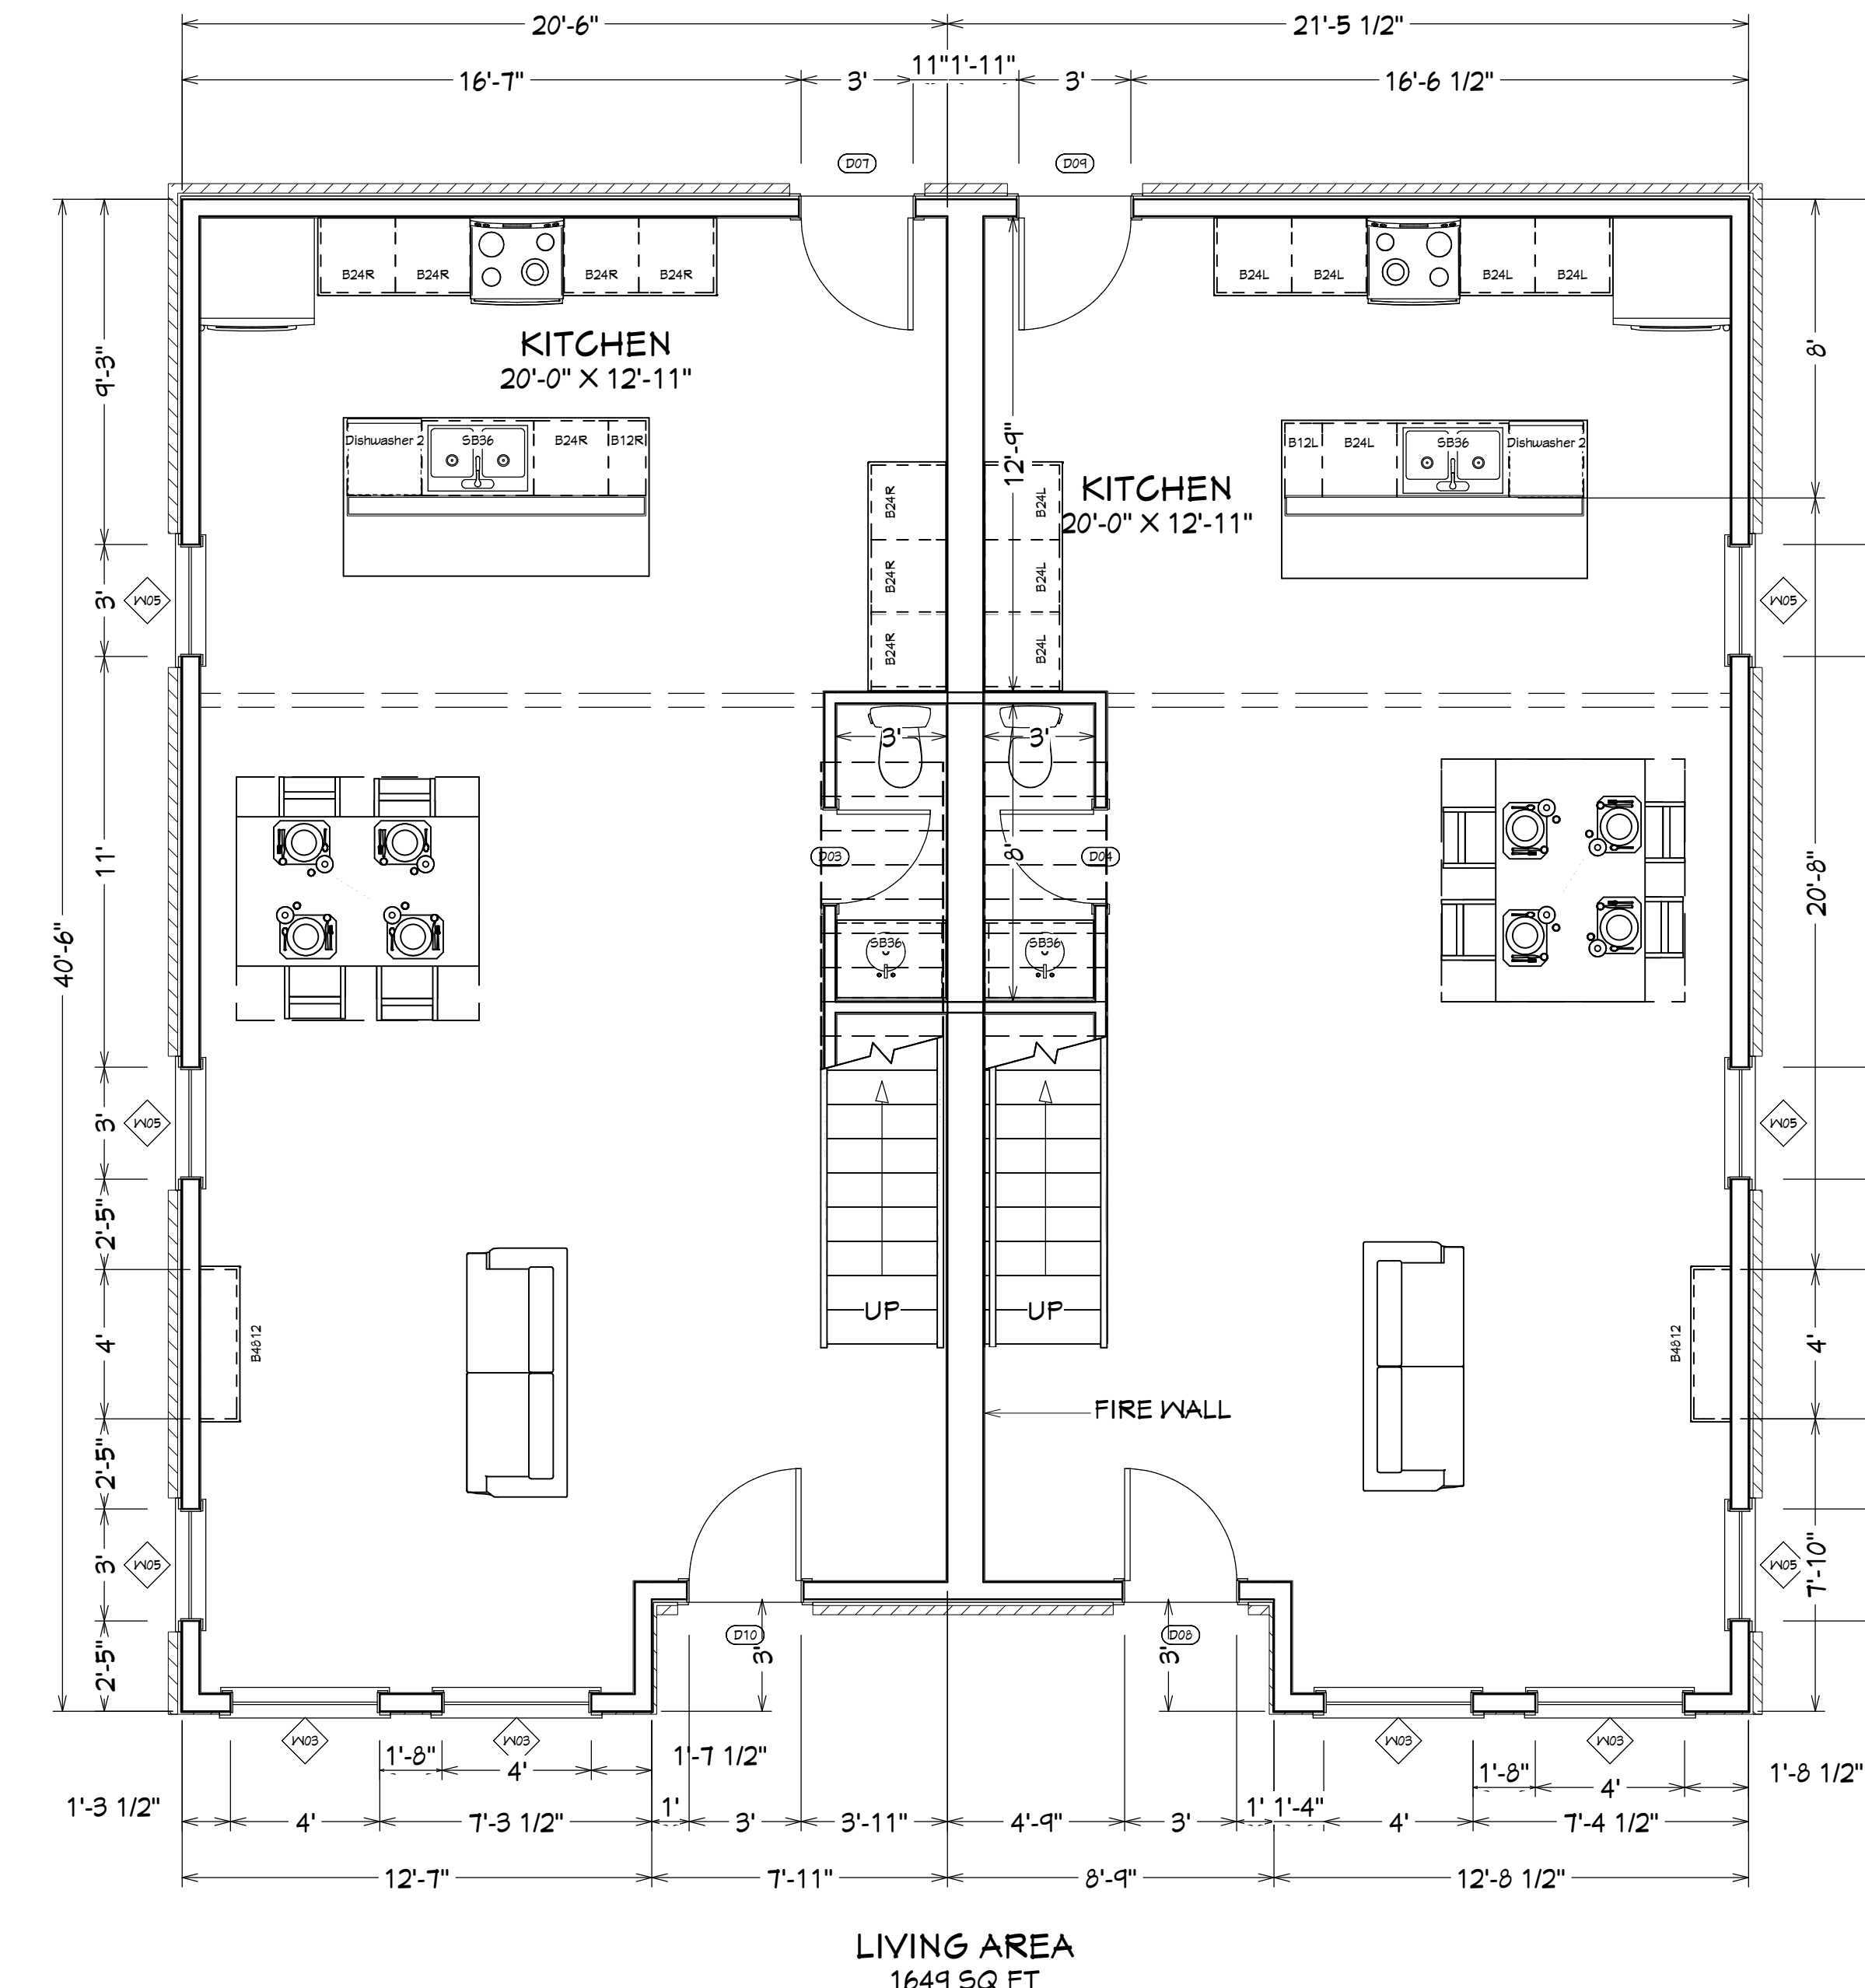 20'-6" 21'-5 1/2"
16'-7" 3' 11" 1'-11" 3' 16'-6 1/2"
D07 D09
B24R B24R B24R B24R
B24L B24L B24L B24L
KITCHEN
20'-0" X 12'-11"
9'-3"
8'
Dishwasher 2 SB36 B24R B12R
B12L B24L SB36 Dishwasher 2
12'-9"
KITCHEN
20'-0" X 12'-11"
B24R
B24R
B24R
B24L
B24L
B24L
3' W05
W05
3' 3'
11'
D03 8' D04
20'-8"
40'-6"
SB36 SB36
3' W05
W05
2'-5"
UP UP
4' B4812
B4812 4'
FIRE WALL
2'-5"
3' W05
W05 7'-10"
D10 3'
3' D08
2'-5"
W03 W03
W03 W03
1'-8" 4' 1'-7 1/2"
1'-8" 4' 1'-8 1/2"
1'-3 1/2" 4' 7'-3 1/2" 1' 3' 3'-11" 4'-9" 3' 1' 1'-4" 4' 7'-4 1/2"
12'-7" 7'-11" 8'-9" 12'-8 1/2"
LIVING AREA
1649 SQ FT